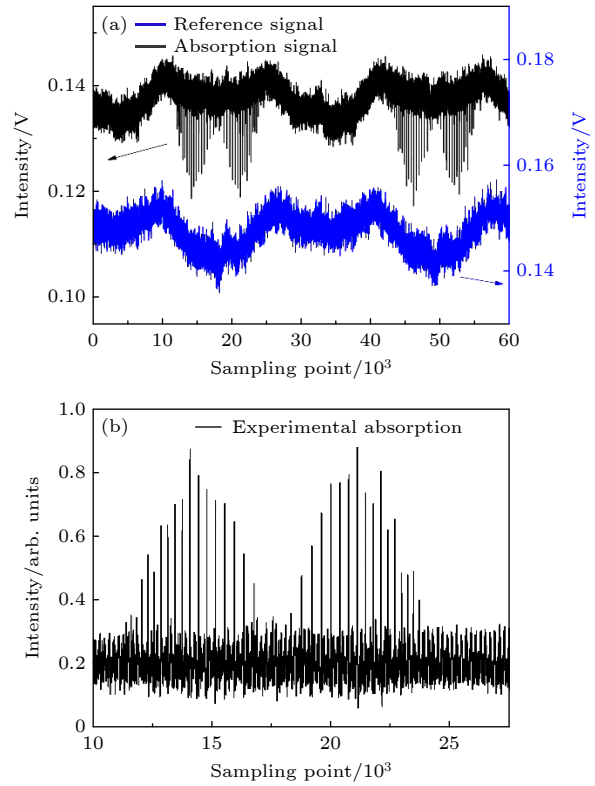 (a)
Reference signal
Absorption signal
Intensity/V
0.14
0.12
0.10
0.18
0.16
0.14
Intensity/V
0 10 20 30 40 50 60
Sampling point/10³
(b)
Experimental absorption
Intensity/arb. units
1.0
0.8
0.6
0.4
0.2
0
10 15 20 25
Sampling point/10³